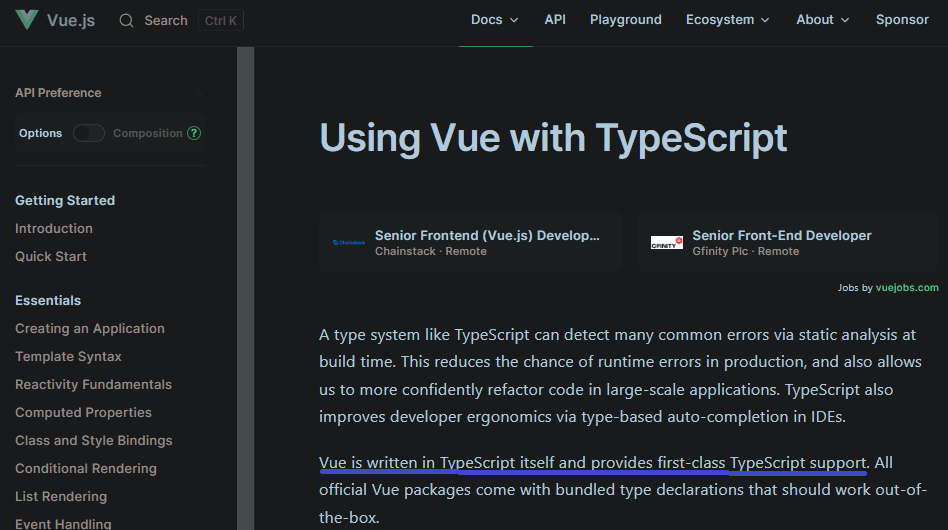 Vue.js
Search
Ctrl K
Docs
API
Playground
Ecosystem
About
Sponsor
API Preference
Options
Composition ?
Getting Started
Introduction
Quick Start
Essentials
Creating an Application
Template Syntax
Reactivity Fundamentals
Computed Properties
Class and Style Bindings
Conditional Rendering
List Rendering
Event Handling
Using Vue with TypeScript
Chainstack
Senior Frontend (Vue.js) Develop...
Chainstack · Remote
GFINITY
Senior Front-End Developer
Gfinity Plc · Remote
Jobs by vuejobs.com
A type system like TypeScript can detect many common errors via static analysis at
build time. This reduces the chance of runtime errors in production, and also allows
us to more confidently refactor code in large-scale applications. TypeScript also
improves developer ergonomics via type-based auto-completion in IDEs.
Vue is written in TypeScript itself and provides first-class TypeScript support. All
official Vue packages come with bundled type declarations that should work out-of-
the-box.